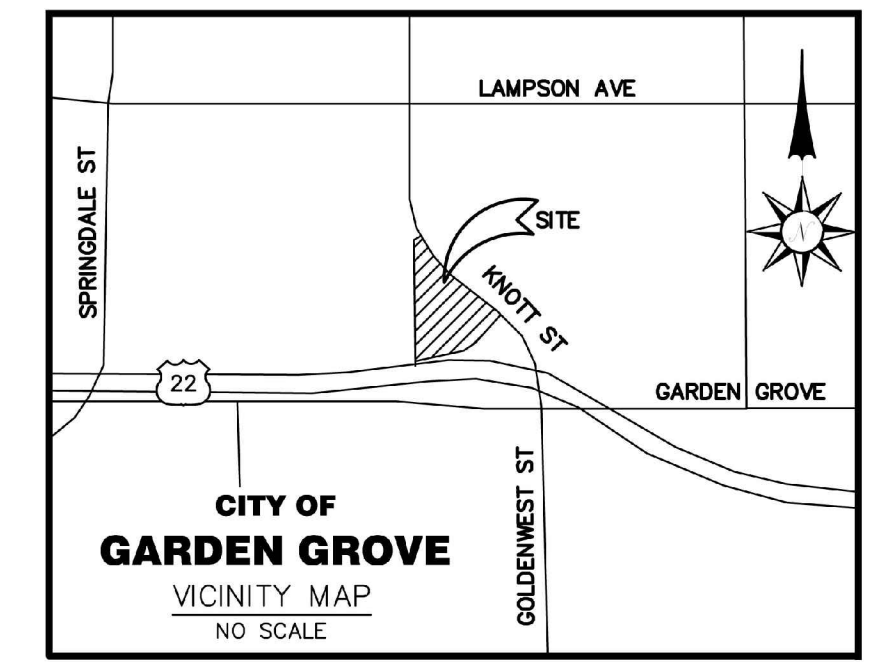 LAMPSON AVE
SPRINGDALE ST
SITE
N
KNOTT ST
22
GARDEN GROVE
GOLDENWEST ST
CITY OF
GARDEN GROVE
VICINITY MAP
NO SCALE